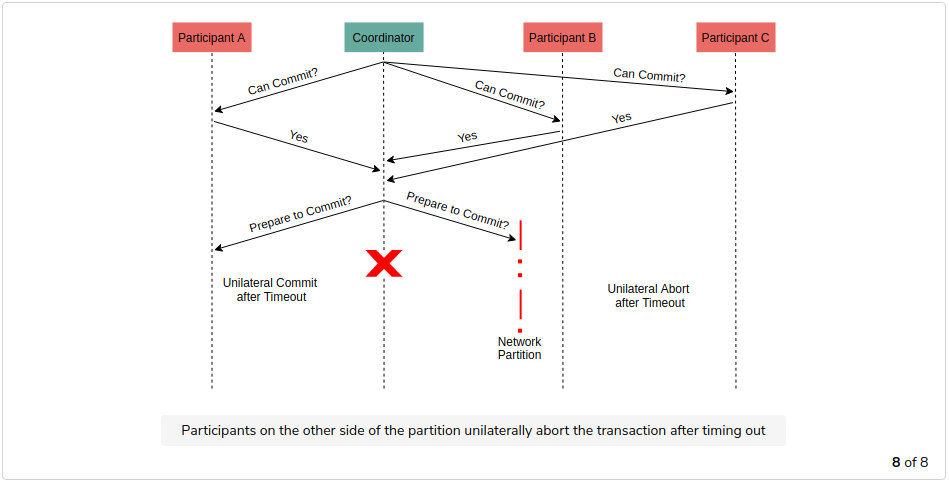 Participant A
Coordinator
Participant B
Participant C
Can Commit?
Can Commit?
Can Commit?
Yes
Yes
Yes
Prepare to Commit?
Prepare to Commit?
Unilateral Commit
after Timeout
Unilateral Abort
after Timeout
Network
Partition
Participants on the other side of the partition unilaterally abort the transaction after timing out
8 of 8